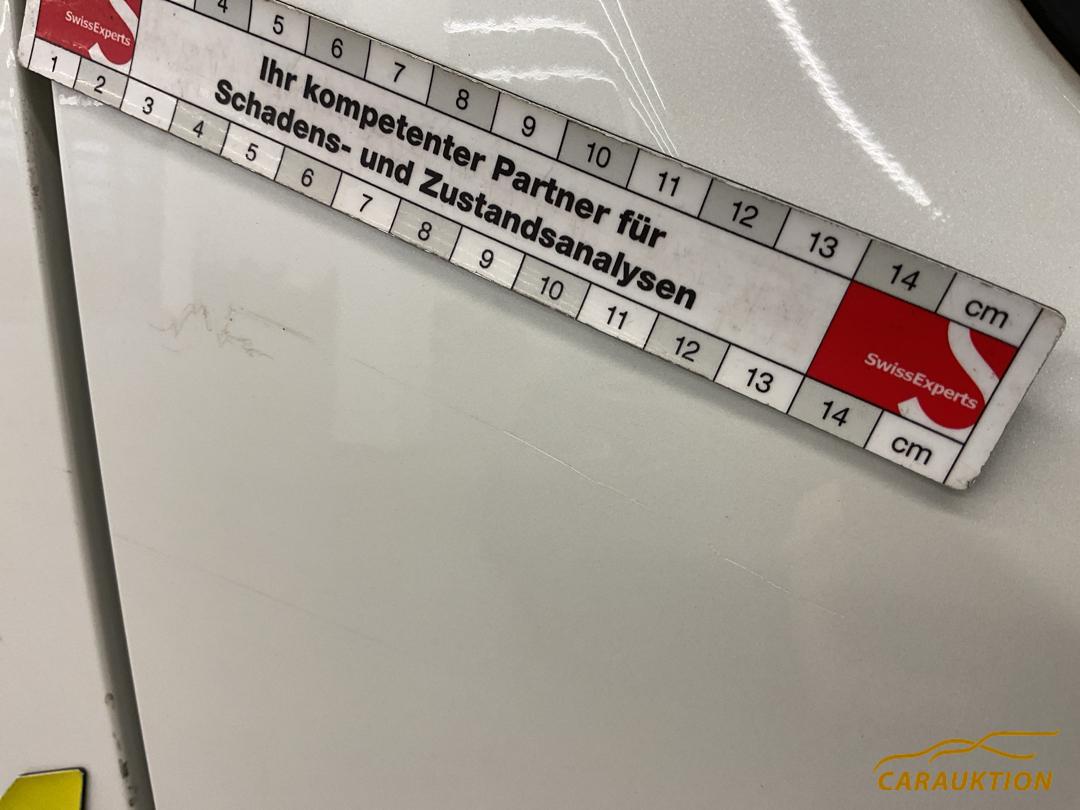 SwissExperts
4 5 6 7 8 9 10 11 12 13 14 cm
Ihr kompetenter Partner für
Schadens- und Zustandsanalysen
SwissExperts
1 2 3 4 5 6 7 8 9 10 11 12 13 14 cm
CARAUKTION